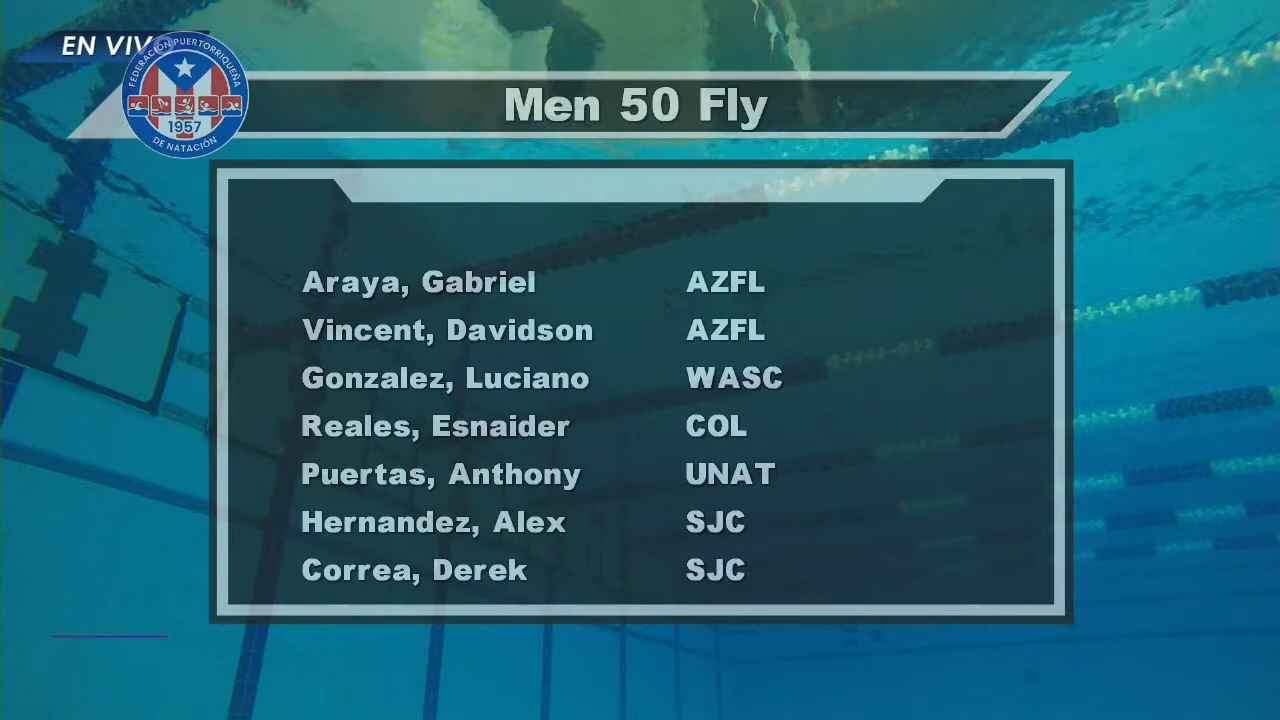 EN VIV
FEDERACIÓN PUERTORRIQUEÑA
1957
DE NATACIÓN
Men 50 Fly
Araya, Gabriel AZFL
Vincent, Davidson AZFL
Gonzalez, Luciano WASC
Reales, Esnaider COL
Puertas, Anthony UNAT
Hernandez, Alex SJC
Correa, Derek SJC